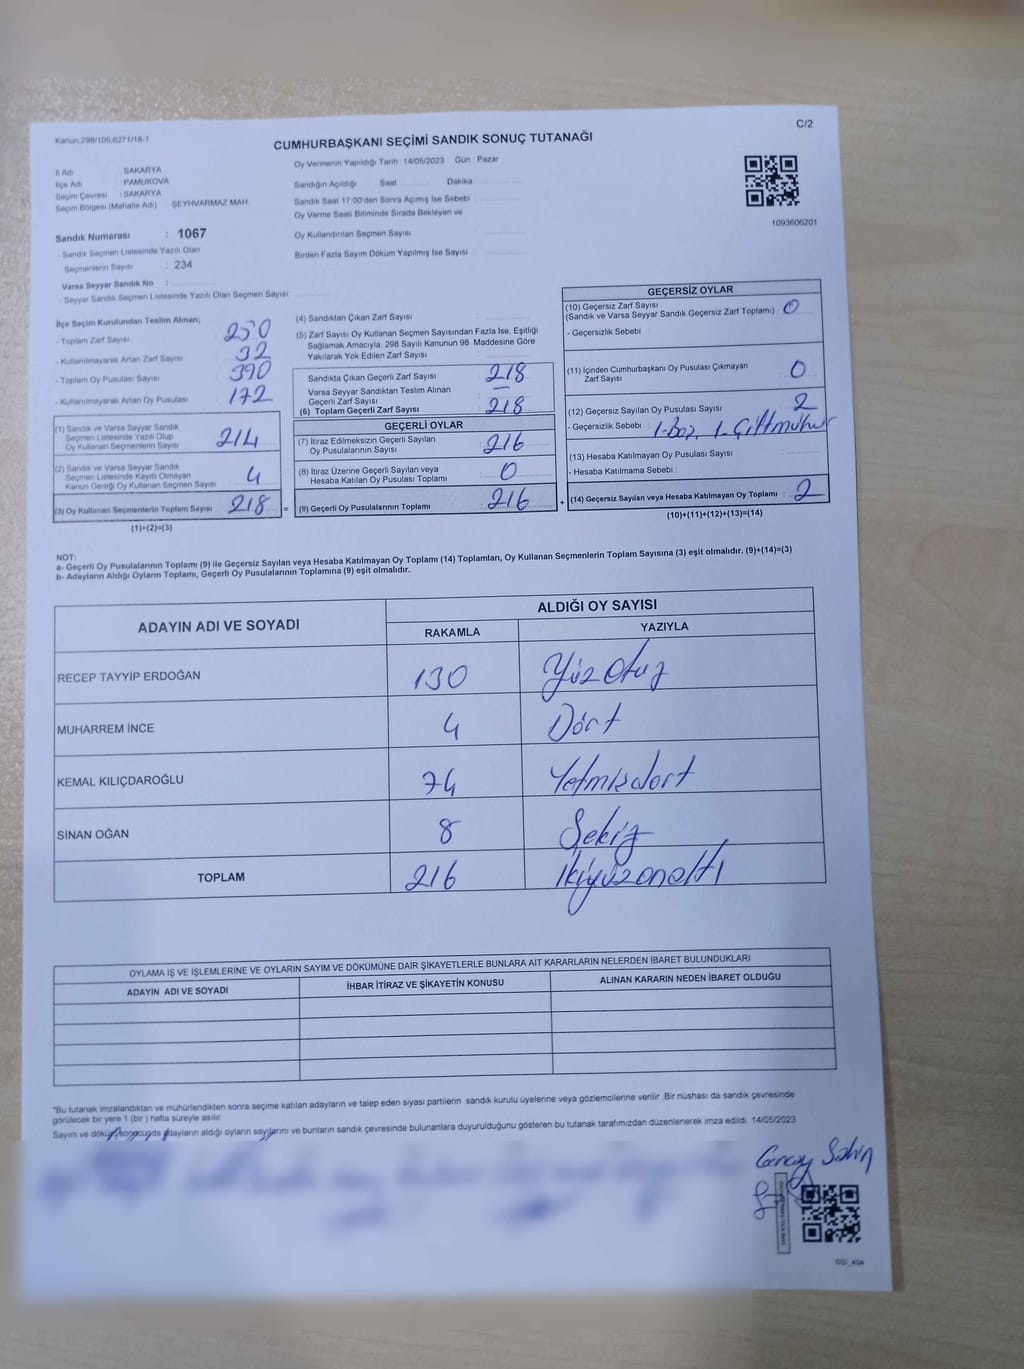 Kanun:298/105.6271/18-1
C/2
CUMHURBAŞKANI SEÇİMİ SANDIK SONUÇ TUTANAĞI
İl Adı SAKARYA
İlçe Adı PAMUKOVA
Seçim Çevresi : SAKARYA
Seçim Bölgesi (Mahalle Adı) ŞEYHVARMAZ MAH.
Sandık Numarası : 1067
- Sandık Seçmen Listesinde Yazılı Olan
Seçmenlerin Sayısı : 234
Varsa Seyyar Sandık No :
- Seyyar Sandık Seçmen Listesinde Yazılı Olan Seçmen Sayısı
Oy Vermenin Yapıldığı Tarih 14/05/2023 Gün : Pazar
Sandığın Açıldığı Saat Dakika
Sandık Saat 17:00'den Sonra Açımış İse Sebebi
Oy Verme Saati Bitiminde Sırada Bekleyen ve
Oy Kullandırılan Seçmen Sayısı
Birden Fazla Sayım Döküm Yapılmış İse Sayısı
1093606201
İlçe Seçim Kurulundan Teslim Alınan;
- Toplam Zarf Sayısı 250
- Kullanılmayarak Artan Zarf Sayısı 32
- Toplam Oy Pusulası Sayısı 390
- Kullanılmayarak Artan Oy Pusulası 172
(1) Sandık ve Varsa Seyyar Sandık
Seçmen Listesinde Yazılı Olup
Oy Kullanan Seçmenlerin Sayısı 214
(2) Sandık ve Varsa Seyyar Sandık
Seçmen Listesinde Kayıtlı Olmayan
Kanun Gereği Oy Kullanan Seçmen Sayısı 4
(3) Oy Kullanan Seçmenlerin Toplam Sayısı 218 =
(1)+(2)=(3)
(4) Sandıktan Çıkan Zarf Sayısı
(5) Zarf Sayısı Oy Kullanan Seçmen Sayısından Fazla İse, Eşitliği
Sağlamak Amacıyla, 298 Sayılı Kanunun 98. Maddesine Göre
Yakılarak Yok Edilen Zarf Sayısı
Sandıkta Çıkan Geçerli Zarf Sayısı 218
Varsa Seyyar Sandıktan Teslim Alınan
Geçerli Zarf Sayısı —
(6) Toplam Geçerli Zarf Sayısı 218
GEÇERLİ OYLAR
(7) İtiraz Edilmeksizin Geçerli Sayılan
Oy Pusulalarının Sayısı : 216
(8) İtiraz Üzerine Geçerli Sayılan veya
Hesaba Katılan Oy Pusulası Toplamı : 0
(9) Geçerli Oy Pusulalarının Toplamı : 216 +
GEÇERSİZ OYLAR
(10) Geçersiz Zarf Sayısı
(Sandık ve Varsa Seyyar Sandık Geçersiz Zarf Toplamı) : 0
- Geçersizlik Sebebi
(11) İçinden Cumhurbaşkanı Oy Pusulası Çıkmayan
Zarf Sayısı 0
(12) Geçersiz Sayılan Oy Pusulası Sayısı 2
- Geçersizlik Sebebi : 1-Boş, 1-Çiftmühür
(13) Hesaba Katılmayan Oy Pusulası Sayısı
- Hesaba Katılmama Sebebi :
(14) Geçersiz Sayılan veya Hesaba Katılmayan Oy Toplamı : 2
(10)+(11)+(12)+(13)=(14)
NOT:
a- Geçerli Oy Pusulalarının Toplamı (9) ile Geçersiz Sayılan veya Hesaba Katılmayan Oy Toplamı (14) Toplamları, Oy Kullanan Seçmenlerin Toplam Sayısına (3) eşit olmalıdır. (9)+(14)=(3)
b- Adayların Aldığı Oyların Toplamı, Geçerli Oy Pusulalarının Toplamına (9) eşit olmalıdır.
ADAYIN ADI VE SOYADI
ALDIĞI OY SAYISI
RAKAMLA YAZIYLA
RECEP TAYYİP ERDOĞAN 130 Yüzotuz
MUHARREM İNCE 4 Dört
KEMAL KILIÇDAROĞLU 74 Yetmisdört
SİNAN OĞAN 8 Sekiz
TOPLAM 216 İkiyüzonaltı
OYLAMA İŞ VE İŞLEMLERİNE VE OYLARIN SAYIM VE DÖKÜMÜNE DAİR ŞİKAYETLERLE BUNLARA AİT KARARLARIN NELERDEN İBARET BULUNDUKLARI
ADAYIN ADI VE SOYADI İHBAR İTİRAZ VE ŞİKAYETİN KONUSU ALINAN KARARIN NEDEN İBARET OLDUĞU
*Bu tutanak imzalandıktan ve mühürlendikten sonra seçime katılan adayların ve talep eden siyasi partilerin sandık kurulu üyelerine veya gözlemcilerine verilir. Bir nüshası da sandık çevresinde
görülecek bir yere 1 (bir ) hafta süreyle asılır.
Sayım ve döküm sonucunda adayların aldığı oyların sayılarını ve bunların sandık çevresinde bulunanlara duyurulduğunu gösteren bu tutanak tarafımızdan düzenlenerek imza edildi. 14/05/2023
Şahin